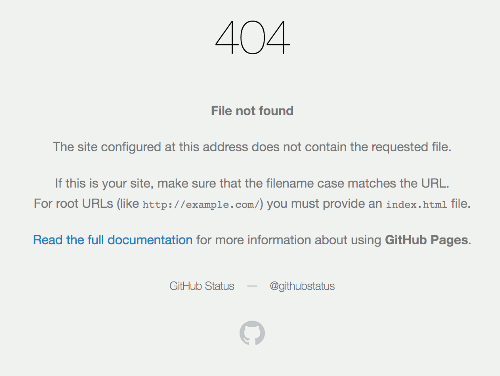 404
File not found
The site configured at this address does not contain the requested file.
If this is your site, make sure that the filename case matches the URL.
For root URLs (like http://example.com/) you must provide an index.html file.
Read the full documentation for more information about using GitHub Pages.
GitHub Status — @githubstatus